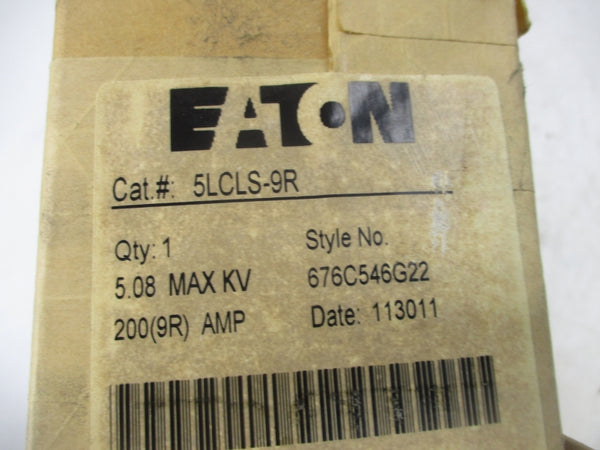 EATON
Cat.#: 5LCLS-9R
Qty: 1 Style No.
5.08 MAX KV 676C546G22
200(9R) AMP Date: 113011